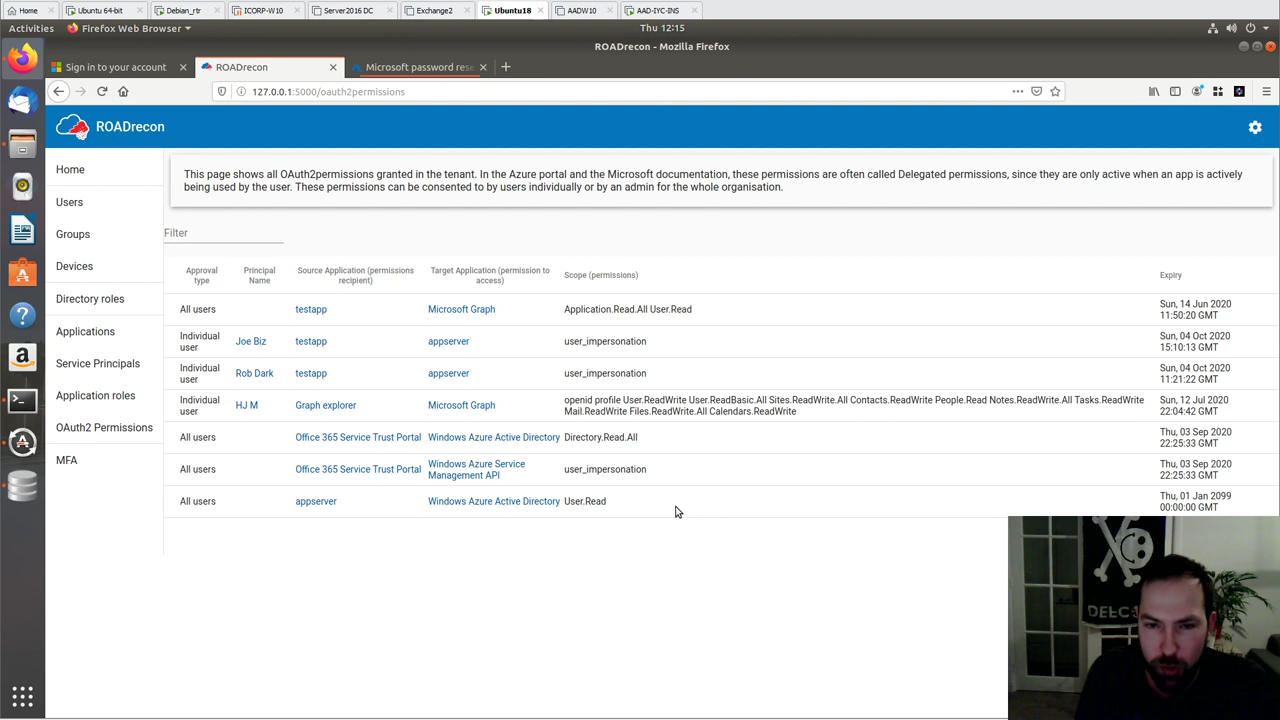 Home
Ubuntu 64-bit
Debian_rtr
ICORP-W10
Server2016 DC
Exchange2
Ubuntu18
AADW10
AAD-IYC-INS
Activities
Firefox Web Browser
Thu 12:15
ROADrecon - Mozilla Firefox
Sign in to your account
ROADrecon
Microsoft password res
127.0.0.1:5000/oauth2permissions
ROADrecon
Home
Users
Groups
Devices
Directory roles
Applications
Service Principals
Application roles
OAuth2 Permissions
MFA
This page shows all OAuth2permissions granted in the tenant. In the Azure portal and the Microsoft documentation, these permissions are often called Delegated permissions, since they are only active when an app is actively
being used by the user. These permissions can be consented to by users individually or by an admin for the whole organisation.
Filter
Approval type Principal Name Source Application (permissions recipient) Target Application (permission to access) Scope (permissions) Expiry
All users testapp Microsoft Graph Application.Read.All User.Read Sun, 14 Jun 2020 11:50:20 GMT
Individual user Joe Biz testapp appserver user_impersonation Sun, 04 Oct 2020 15:10:13 GMT
Individual user Rob Dark testapp appserver user_impersonation Sun, 04 Oct 2020 11:21:22 GMT
Individual user HJ M Graph explorer Microsoft Graph openid profile User.ReadWrite User.ReadBasic.All Sites.ReadWrite.All Contacts.ReadWrite People.Read Notes.ReadWrite.All Tasks.ReadWrite Mail.ReadWrite Files.ReadWrite.All Calendars.ReadWrite Sun, 12 Jul 2020 22:04:42 GMT
All users Office 365 Service Trust Portal Windows Azure Active Directory Directory.Read.All Thu, 03 Sep 2020 22:25:33 GMT
All users Office 365 Service Trust Portal Windows Azure Service Management API user_impersonation Thu, 03 Sep 2020 22:25:33 GMT
All users appserver Windows Azure Active Directory User.Read Thu, 01 Jan 2099 00:00:00 GMT